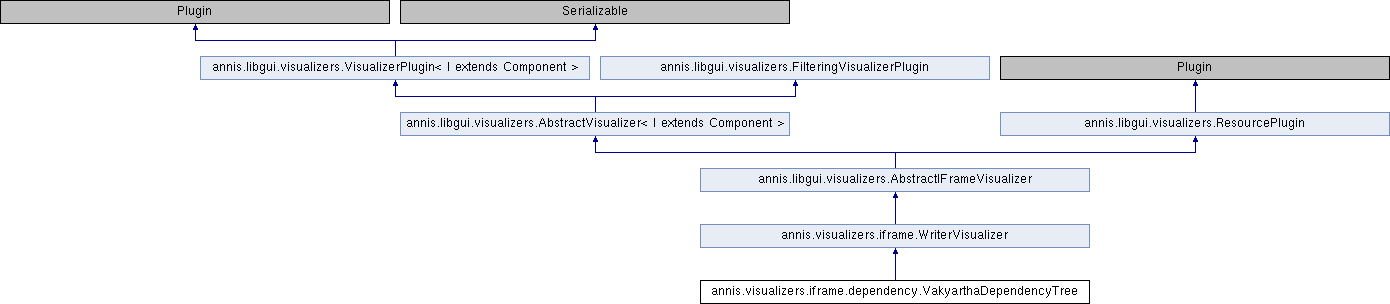 Plugin
Serializable
annis.libgui.visualizers.VisualizerPlugin< I extends Component >
annis.libgui.visualizers.FilteringVisualizerPlugin
Plugin
annis.libgui.visualizers.AbstractVisualizer< I extends Component >
annis.libgui.visualizers.ResourcePlugin
annis.libgui.visualizers.AbstractIFrameVisualizer
annis.visualizers.iframe.WriterVisualizer
annis.visualizers.iframe.dependency.VakyarthaDependencyTree